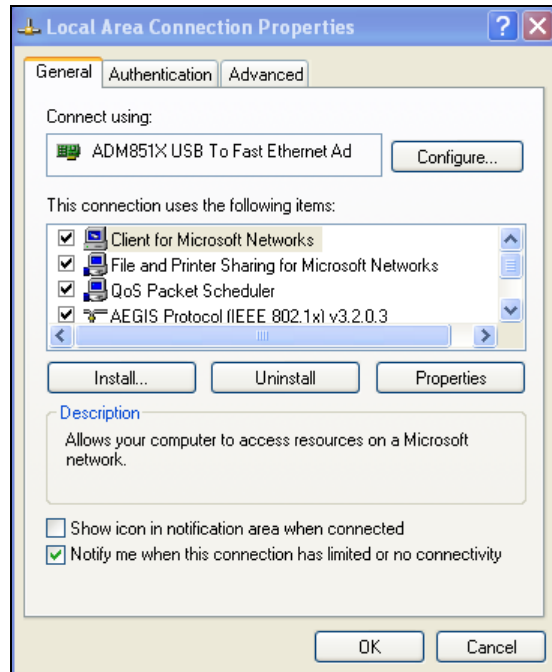 Local Area Connection Properties
General Authentication Advanced
Connect using:
ADM851X USB To Fast Ethernet Ad
Configure...
This connection uses the following items:
Client for Microsoft Networks
File and Printer Sharing for Microsoft Networks
QoS Packet Scheduler
AEGIS Protocol (IEEE 802.1x) v3.2.0.3
Install... Uninstall Properties
Description
Allows your computer to access resources on a Microsoft
network.
Show icon in notification area when connected
Notify me when this connection has limited or no connectivity
OK Cancel